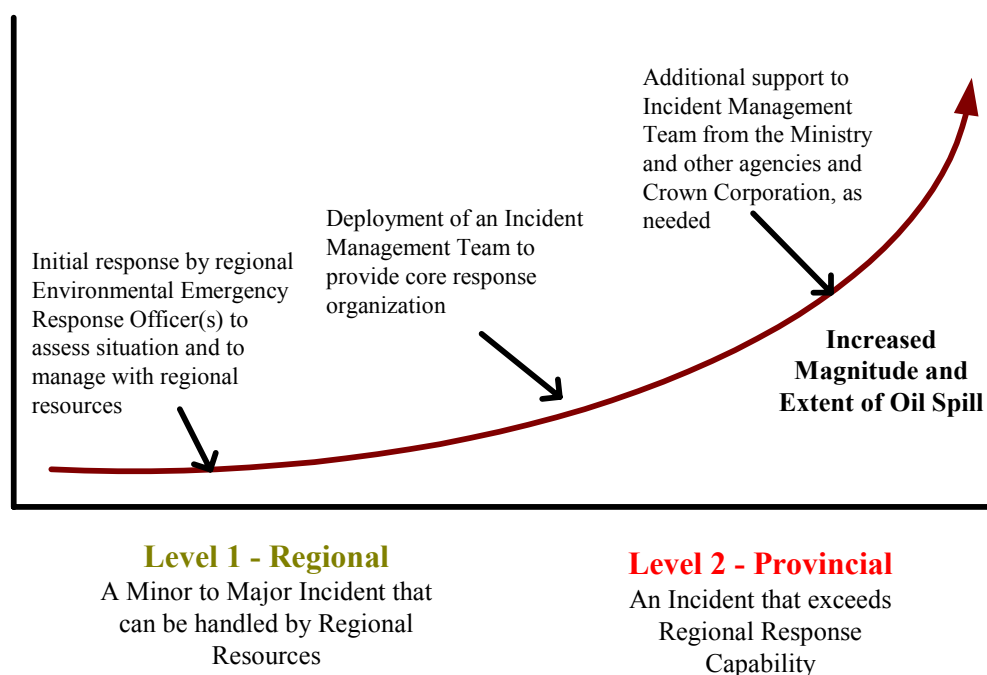 Additional support to
Incident Management
Team from the Ministry
and other agencies and
Crown Corporation, as
needed
Deployment of an Incident
Management Team to
provide core response
organization
Initial response by regional
Environmental Emergency
Response Officer(s) to
assess situation and to
manage with regional
resources
Increased
Magnitude and
Extent of Oil Spill
Level 1 - Regional
A Minor to Major Incident that
can be handled by Regional
Resources
Level 2 - Provincial
An Incident that exceeds
Regional Response
Capability